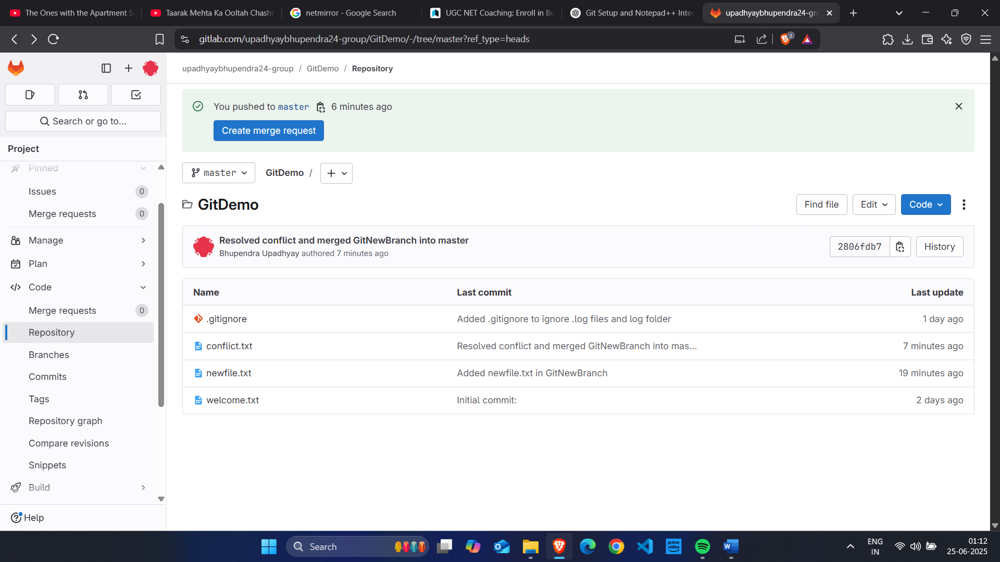 The Ones with the Apartment S
Taarak Mehta Ka Ooltah Chash
netmirror - Google Search
UGC NET Coaching: Enroll in Be
Git Setup and Notepad++ Inte
upadhyaybhupendra24-gr
gitlab.com/upadhyaybhupendra24-group/GitDemo/-/tree/master?ref_type=heads
3
upadhyaybhupendra24-group / GitDemo / Repository
Search or go to...
Project
Pinned
Issues 0
Merge requests 0
Manage
Plan
Code
Merge requests 0
Repository
Branches
Commits
Tags
Repository graph
Compare revisions
Snippets
Build
Help
You pushed to master 6 minutes ago
Create merge request
master GitDemo /
GitDemo
Find file Edit Code
Resolved conflict and merged GitNewBranch into master
Bhupendra Upadhyay authored 7 minutes ago
2806fdb7 History
Name Last commit Last update
.gitignore Added .gitignore to ignore .log files and log folder 1 day ago
conflict.txt Resolved conflict and merged GitNewBranch into mas... 7 minutes ago
newfile.txt Added newfile.txt in GitNewBranch 19 minutes ago
welcome.txt Initial commit: 2 days ago
Search
prime video
ENG
IN
01:12
25-06-2025